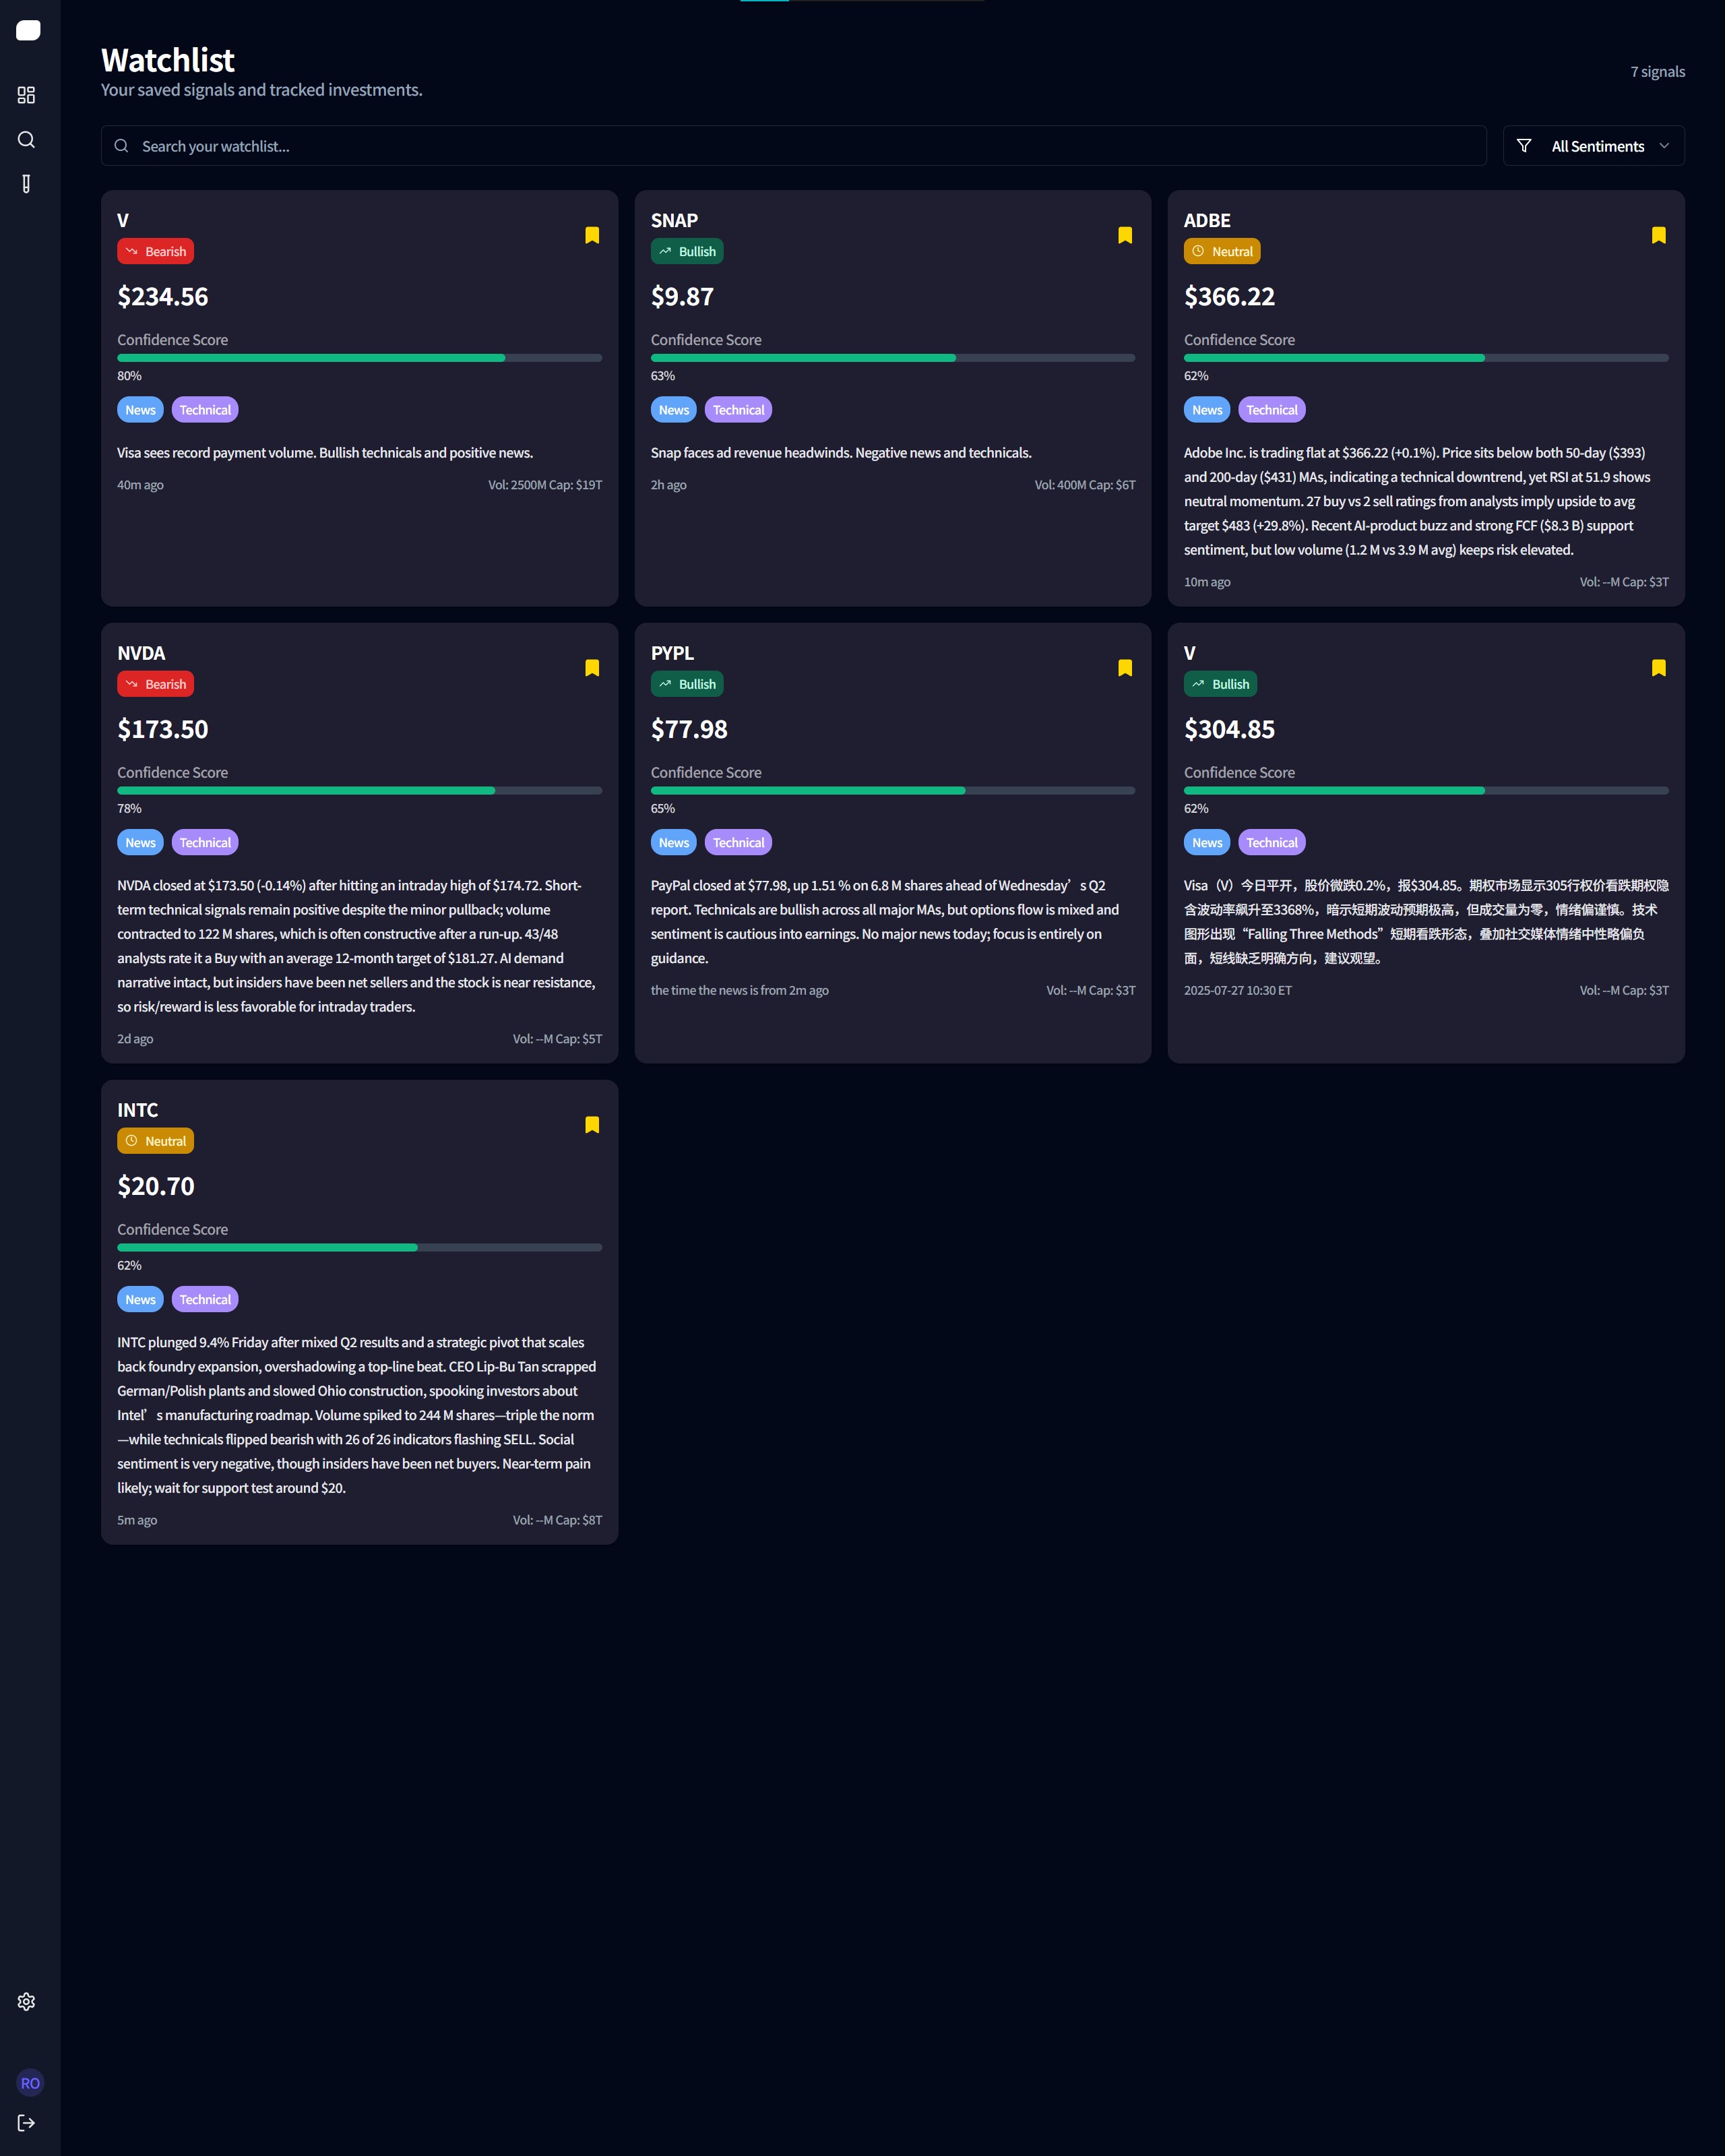 Watchlist
Your saved signals and tracked investments.
7 signals
Search your watchlist...
All Sentiments
V
Bearish
$234.56
Confidence Score
80%
News Technical
Visa sees record payment volume. Bullish technicals and positive news.
40m ago Vol: 2500M Cap: $19T
SNAP
Bullish
$9.87
Confidence Score
63%
News Technical
Snap faces ad revenue headwinds. Negative news and technicals.
2h ago Vol: 400M Cap: $6T
ADBE
Neutral
$366.22
Confidence Score
62%
News Technical
Adobe Inc. is trading flat at $366.22 (+0.1%). Price sits below both 50-day ($393)
and 200-day ($431) MAs, indicating a technical downtrend, yet RSI at 51.9 shows
neutral momentum. 27 buy vs 2 sell ratings from analysts imply upside to avg
target $483 (+29.8%). Recent AI-product buzz and strong FCF ($8.3 B) support
sentiment, but low volume (1.2 M vs 3.9 M avg) keeps risk elevated.
10m ago Vol: --M Cap: $3T
NVDA
Bearish
$173.50
Confidence Score
78%
News Technical
NVDA closed at $173.50 (-0.14%) after hitting an intraday high of $174.72. Short-
term technical signals remain positive despite the minor pullback; volume
contracted to 122 M shares, which is often constructive after a run-up. 43/48
analysts rate it a Buy with an average 12-month target of $181.27. AI demand
narrative intact, but insiders have been net sellers and the stock is near resistance,
so risk/reward is less favorable for intraday traders.
2d ago Vol: --M Cap: $5T
PYPL
Bullish
$77.98
Confidence Score
65%
News Technical
PayPal closed at $77.98, up 1.51 % on 6.8 M shares ahead of Wednesday’s Q2
report. Technicals are bullish across all major MAs, but options flow is mixed and
sentiment is cautious into earnings. No major news today; focus is entirely on
guidance.
the time the news is from 2m ago Vol: --M Cap: $3T
V
Bullish
$304.85
Confidence Score
62%
News Technical
Visa（V）今日平开，股价微跌0.2%，报$304.85。期权市场显示305行权价看跌期权隐
含波动率飙升至3368%，暗示短期波动预期极高，但成交量为零，情绪偏谨慎。技术
图形出现“Falling Three Methods”短期看跌形态，叠加社交媒体情绪中性略偏负
面，短线缺乏明确方向，建议观望。
2025-07-27 10:30 ET Vol: --M Cap: $3T
INTC
Neutral
$20.70
Confidence Score
62%
News Technical
INTC plunged 9.4% Friday after mixed Q2 results and a strategic pivot that scales
back foundry expansion, overshadowing a top-line beat. CEO Lip-Bu Tan scrapped
German/Polish plants and slowed Ohio construction, spooking investors about
Intel’s manufacturing roadmap. Volume spiked to 244 M shares—triple the norm
—while technicals flipped bearish with 26 of 26 indicators flashing SELL. Social
sentiment is very negative, though insiders have been net buyers. Near-term pain
likely; wait for support test around $20.
5m ago Vol: --M Cap: $8T
RO